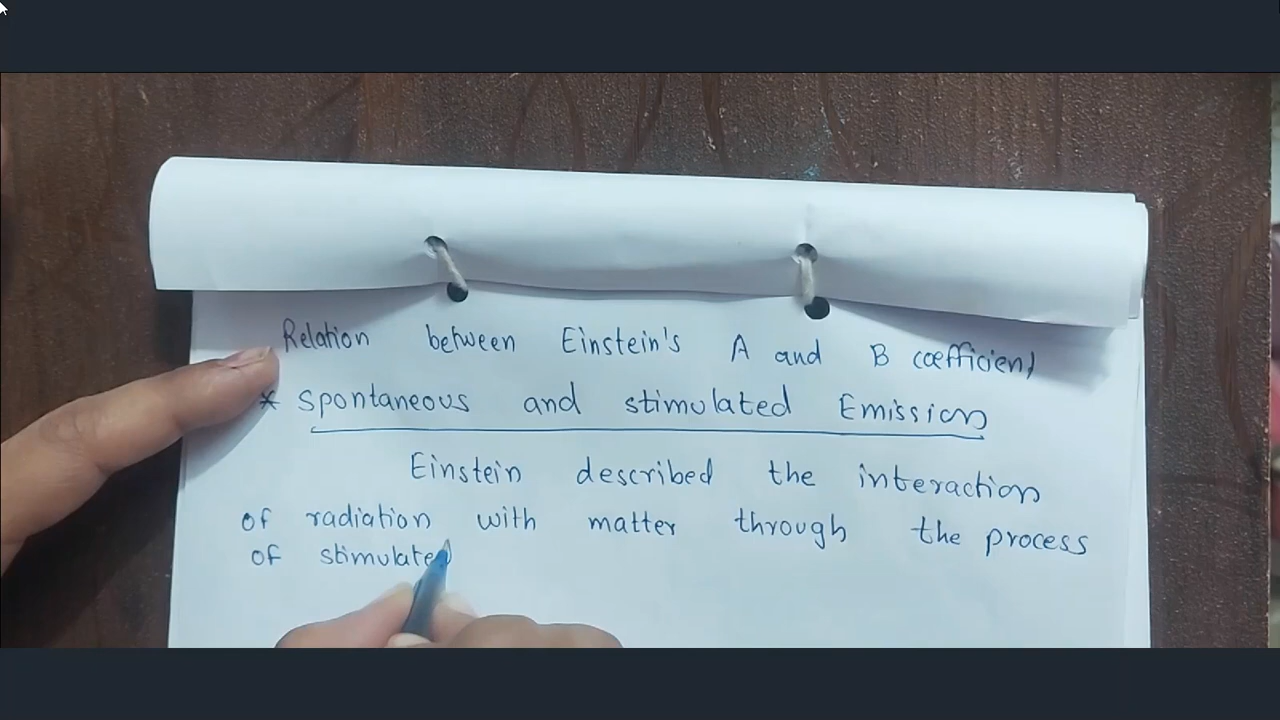 Relation between Einstein's A and B coefficient
* spontaneous and stimulated Emission
Einstein described the interaction
of radiation with matter through the process
of stimulated